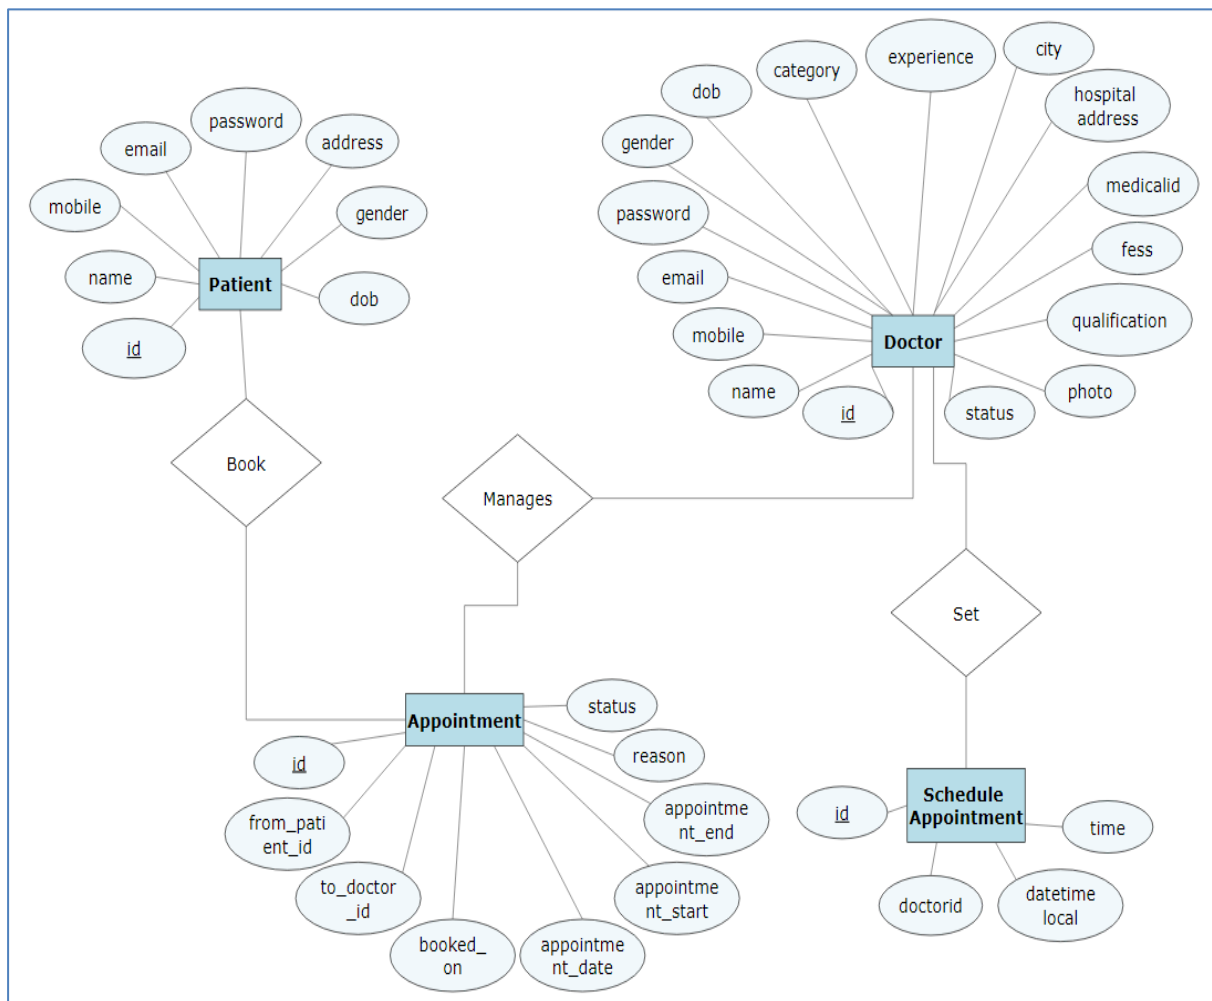 password
email
address
mobile
gender
name
Patient
dob
id
experience
city
category
dob
hospital
address
gender
medicalid
password
fess
email
qualification
mobile
Doctor
name
photo
id
status
Book
Manages
Set
status
Appointment
reason
id
appointme
nt_end
from_pati
ent_id
to_doctor
_id
appointme
nt_start
booked_
on
appointme
nt_date
Schedule
Appointment
id
time
doctorid
datetime
local